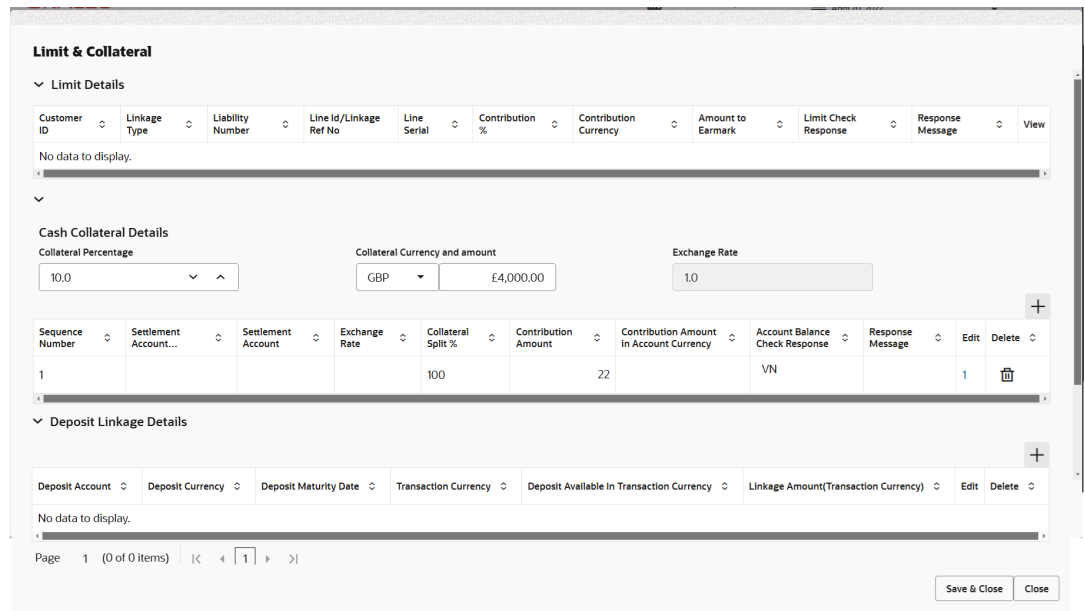 Limit & Collateral
Limit Details
Customer ID Linkage Type Liability Number Line Id/Linkage Ref No Line Serial Contribution % Contribution Currency Amount to Earmark Limit Check Response Response Message View
No data to display.
Cash Collateral Details
Collateral Percentage Collateral Currency and amount Exchange Rate
10.0 GBP £4,000.00 1.0
Sequence Number Settlement Account... Settlement Account Exchange Rate Collateral Split % Contribution Amount Contribution Amount in Account Currency Account Balance Check Response Response Message Edit Delete
1 100 22 VN 1
Deposit Linkage Details
Deposit Account Deposit Currency Deposit Maturity Date Transaction Currency Deposit Available In Transaction Currency Linkage Amount(Transaction Currency) Edit Delete
No data to display.
Page 1 (0 of 0 items) 1
Save & Close Close